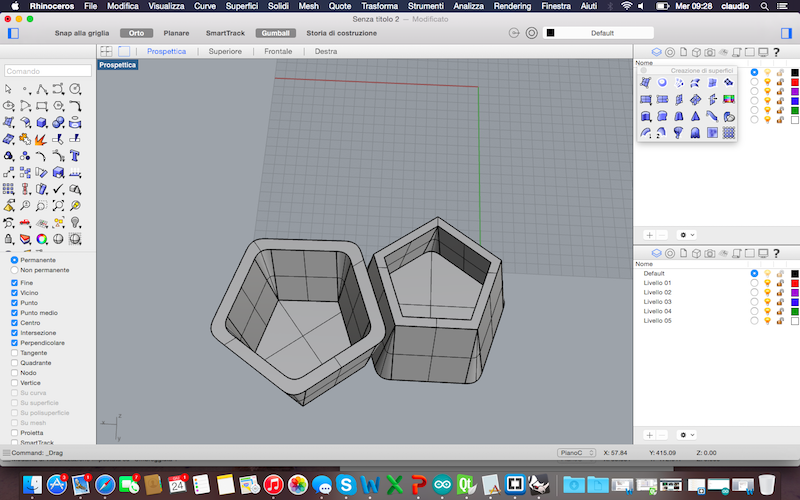 Rhinoceros File Modifica Visualizza Curve Superfici Solidi Mesh Quote Trasforma Strumenti Analizza Rendering Finestra Aiuti Mer 09:28 claudio
Senza titolo 2 — Modificato
Snap alla griglia Orto Planare SmartTrack Gumball Storia di costruzione Default
Prospettica Superiore Frontale Destra
Prospettica
Comando
Nome
Creazione di superfici
Permanente
Non permanente
Fine
Vicino
Punto
Punto medio
Centro
Intersezione
Perpendicolare
Tangente
Quadrante
Nodo
Vertice
Su curva
Su superficie
Su polisuperficie
Su mesh
Proietta
SmartTrack
z
x
y
Nome
Default
Livello 01
Livello 02
Livello 03
Livello 04
Livello 05
Command: _Drag PianoC X: 57.84 Y: 415.09 Z: 0.00